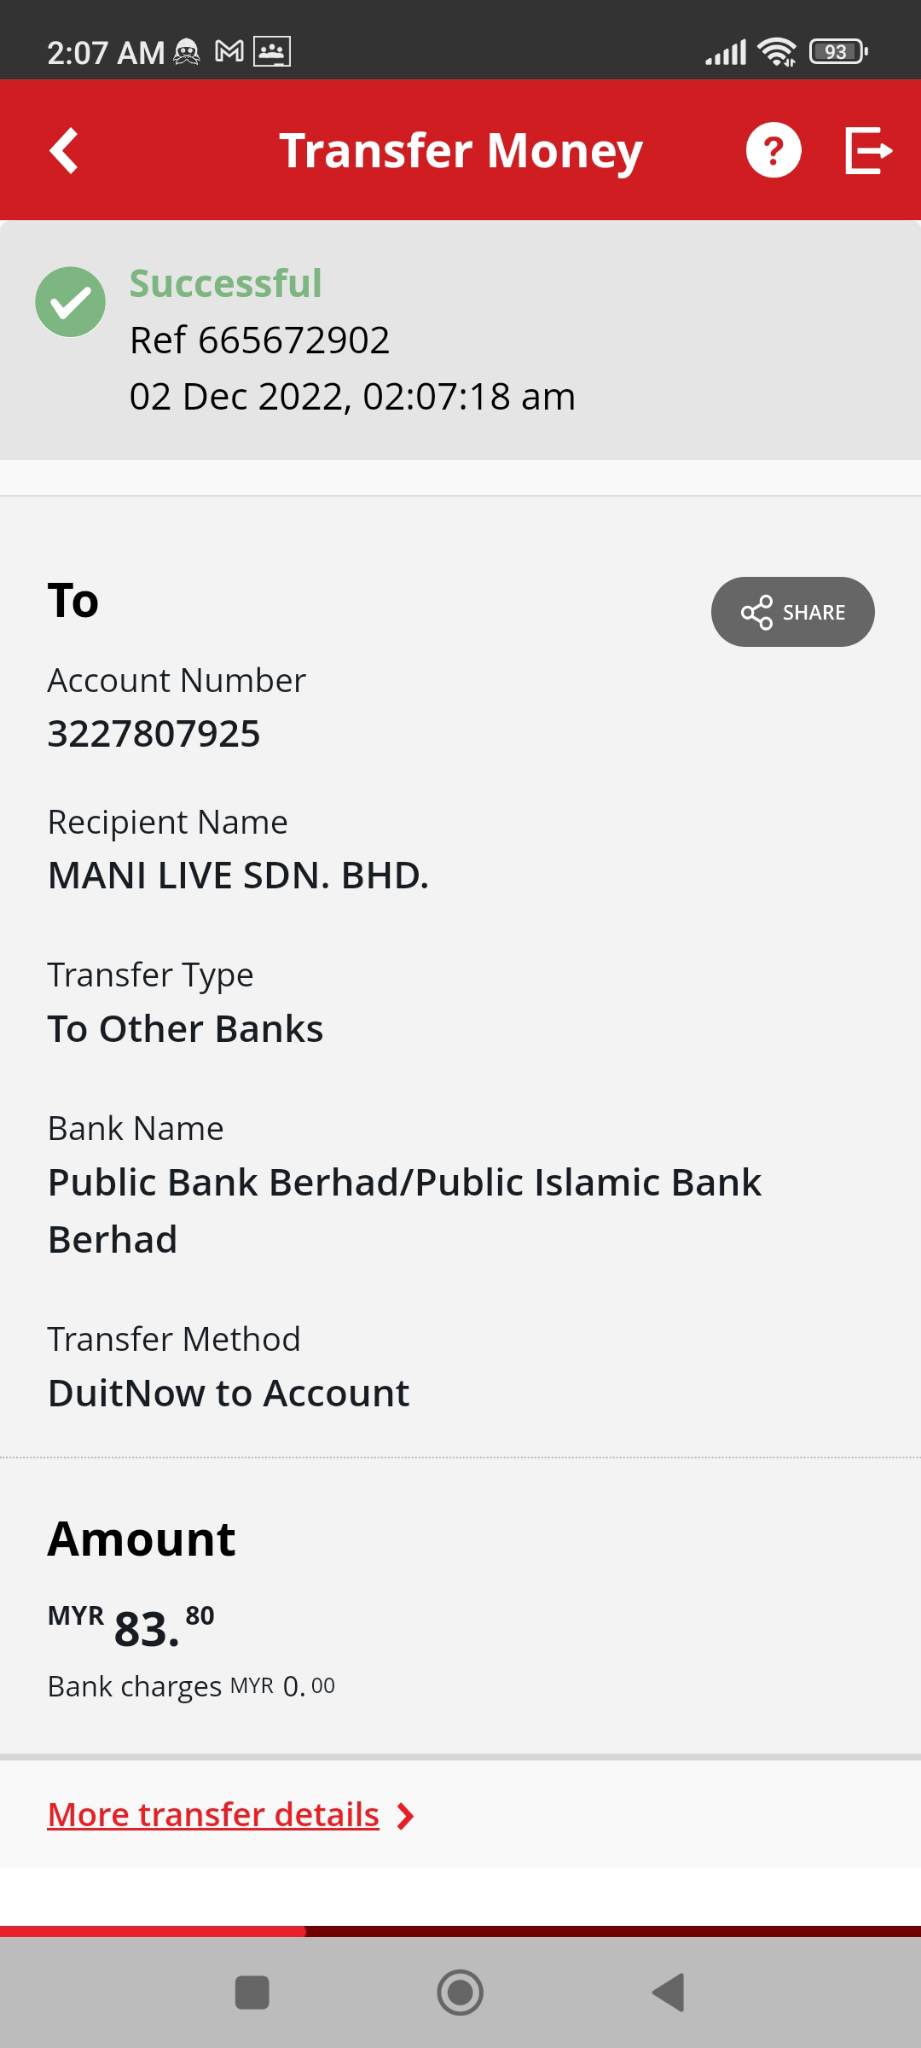 2:07 AM
93
Transfer Money
?
Successful
Ref 665672902
02 Dec 2022, 02:07:18 am
To
SHARE
Account Number
3227807925
Recipient Name
MANI LIVE SDN. BHD.
Transfer Type
To Other Banks
Bank Name
Public Bank Berhad/Public Islamic Bank
Berhad
Transfer Method
DuitNow to Account
Amount
MYR 83.80
Bank charges MYR 0.00
More transfer details